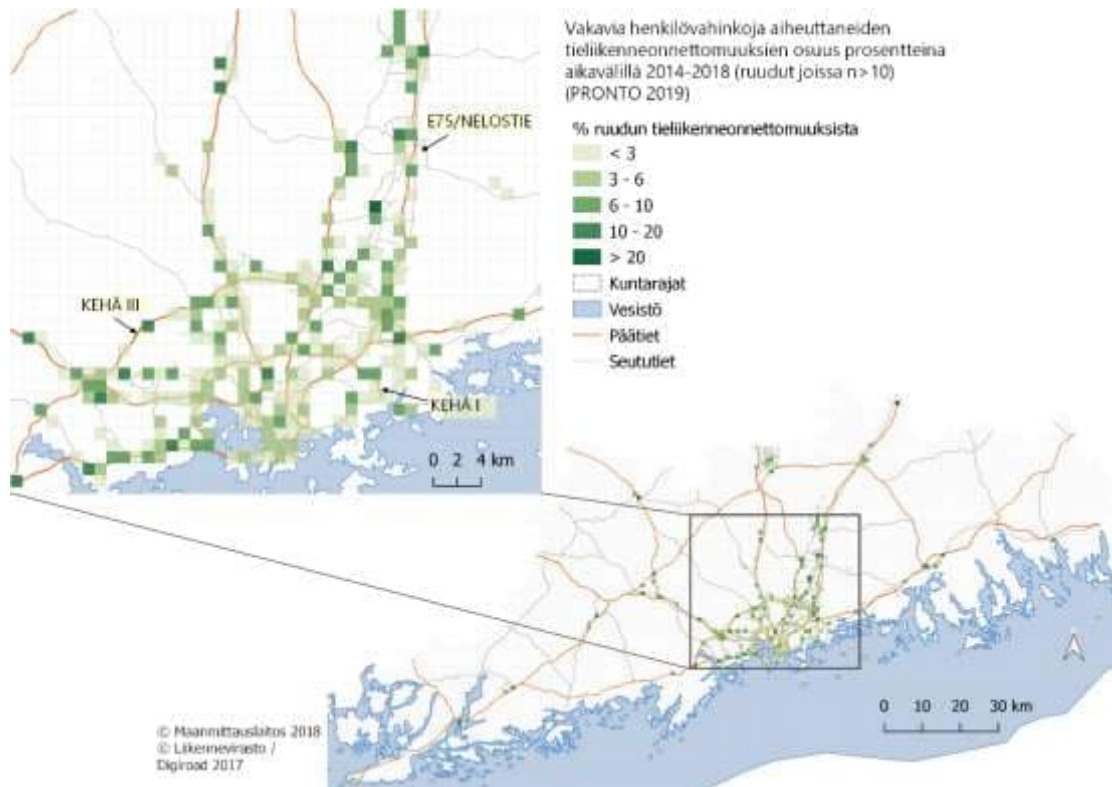 Vakavia henkilövahinkoja aiheuttaneiden
tieliikenneonnettomuuksien osuus prosentteina
aikavälillä 2014-2018 (ruudut joissa n>10)
(PRONTO 2019)
% ruudun tieliikenneonnettomuuksista
< 3
3 - 6
6 - 10
10 - 20
> 20
Kuntarajat
Vesistö
Päätiet
Seututiet
E75/NELOSTIE
KEHÄ III
KEHÄ I
0 2 4 km
0 10 20 30 km
© Maanmittauslaitos 2018
© Liikennevirasto /
Digiroad 2017